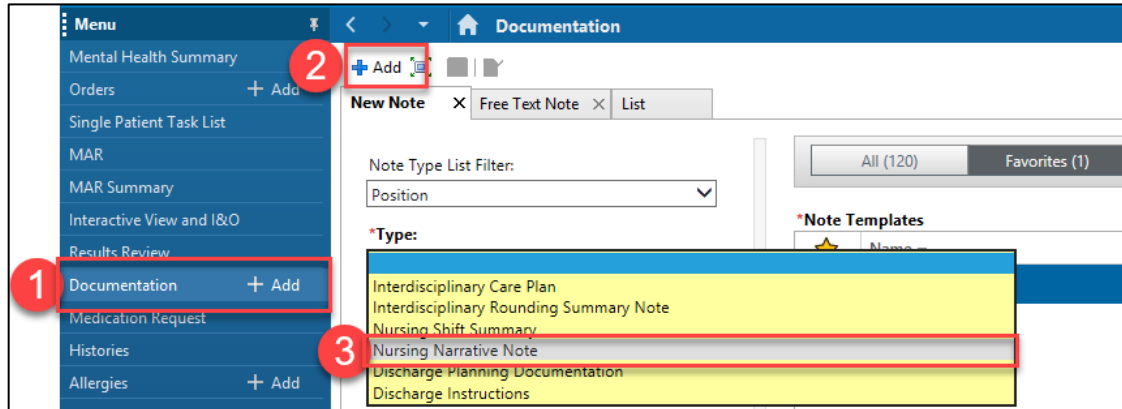 Menu
Documentation
Mental Health Summary
Orders + Add
Single Patient Task List
MAR
MAR Summary
Interactive View and I&O
Results Review
1
Documentation + Add
Medication Request
Histories
Allergies + Add
2
+ Add
New Note X Free Text Note X List
Note Type List Filter:
Position
*Type:
Interdisciplinary Care Plan
Interdisciplinary Rounding Summary Note
Nursing Shift Summary
3
Nursing Narrative Note
Discharge Planning Documentation
Discharge Instructions
All (120) Favorites (1)
*Note Templates
Name